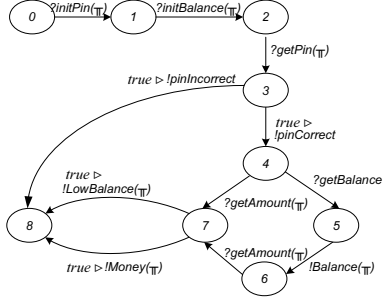 ?initPin(╥)
?initBalance(╥)
0
1
2
?getPin(╥)
true ▷ !pinIncorrect
3
true ▷
!pinCorrect
4
true ▷
!LowBalance(╥)
?getAmount(╥)
?getBalance
8
7
5
?getAmount(╥)
!Balance(╥)
true ▷ !Money(╥)
6